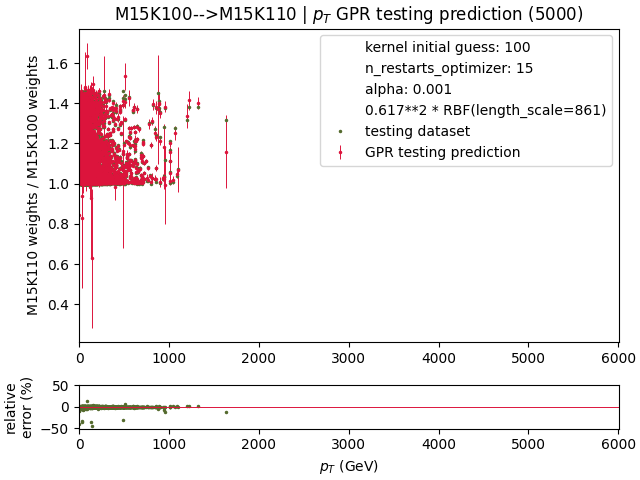 M15K100-->M15K110 | pT GPR testing prediction (5000)
kernel initial guess: 100
n_restarts_optimizer: 15
alpha: 0.001
0.617**2 * RBF(length_scale=861)
testing dataset
GPR testing prediction
M15K110 weights / M15K100 weights
1.6
1.4
1.2
1.0
0.8
0.6
0.4
0 1000 2000 3000 4000 5000 6000
relative
error (%)
50
0
−50
0 1000 2000 3000 4000 5000 6000
pT (GeV)